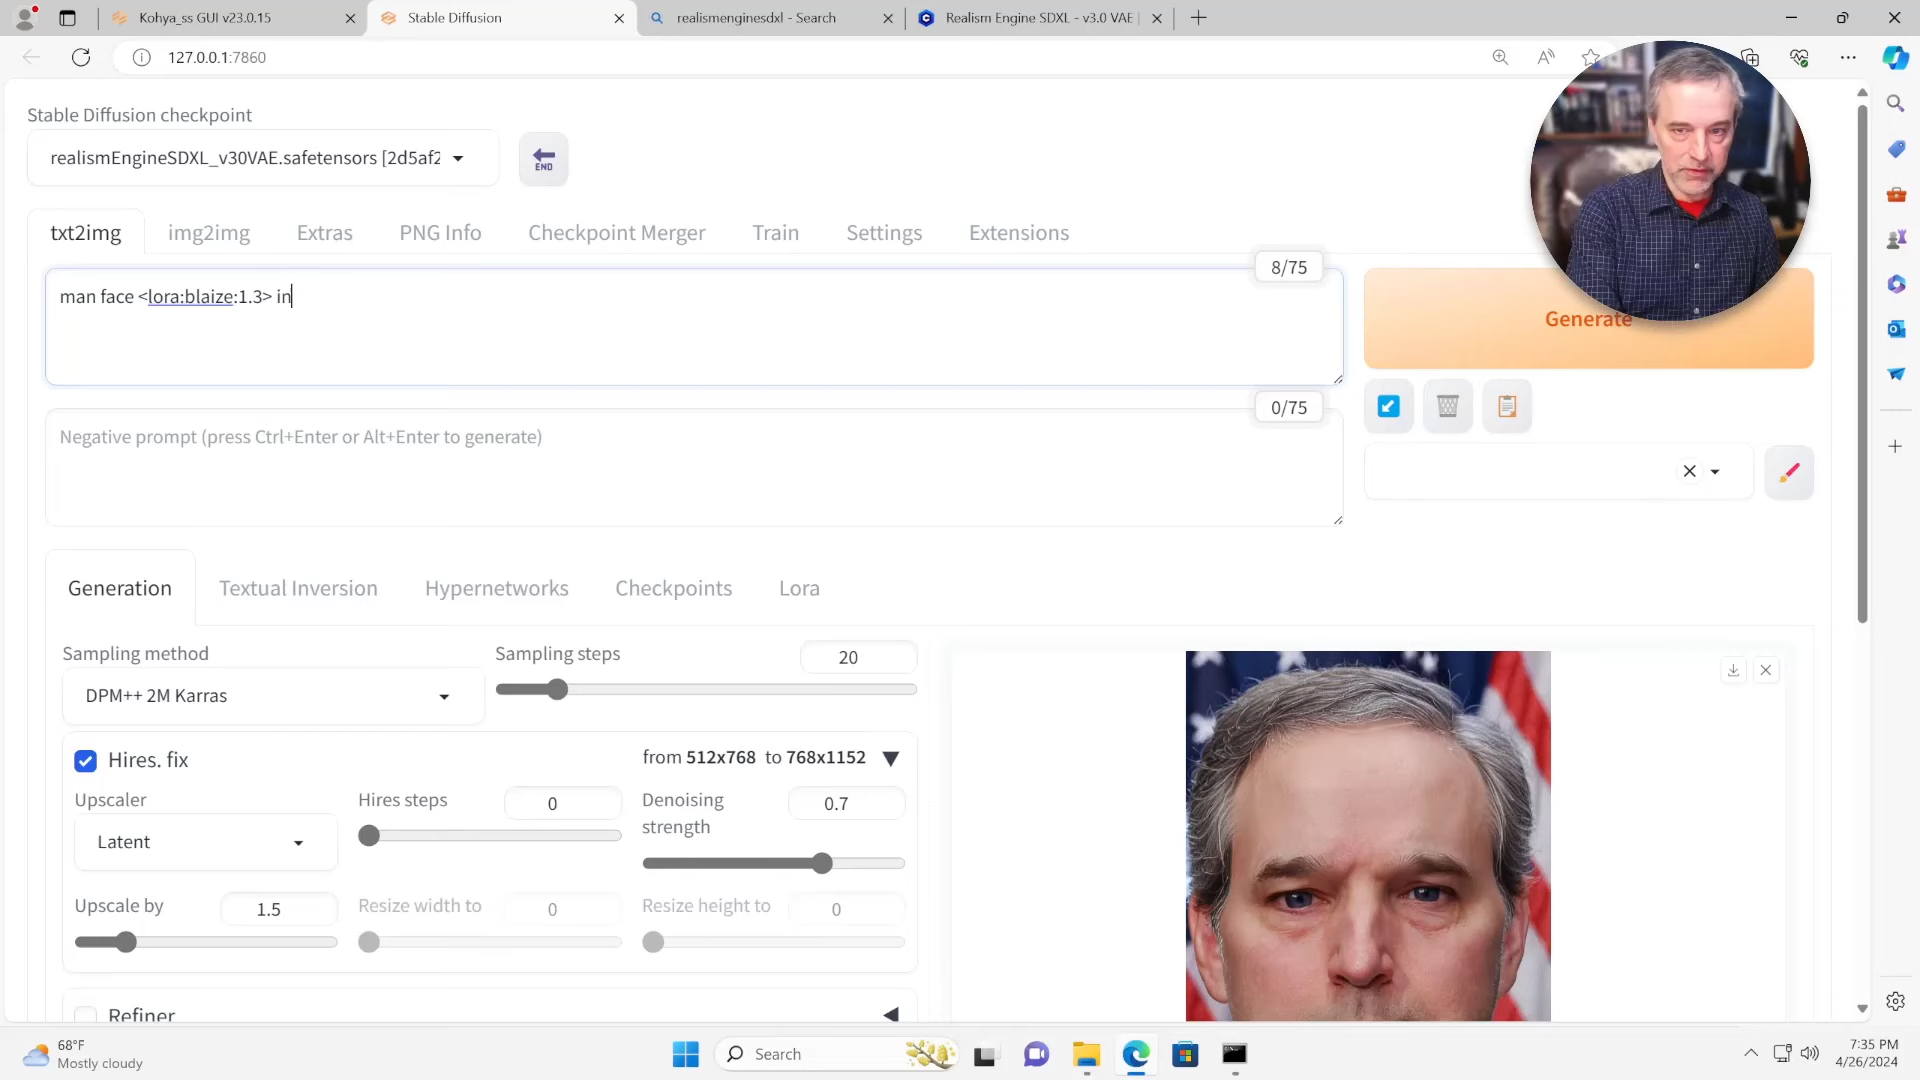 Kohya_ss GUI v23.0.15
Stable Diffusion
realismenginesdxl - Search
Realism Engine SDXL - v3.0 VAE |
127.0.0.1:7860
Stable Diffusion checkpoint
realismEngineSDXL_v30VAE.safetensors [2d5af2
END
txt2img
img2img
Extras
PNG Info
Checkpoint Merger
Train
Settings
Extensions
8/75
man face <lora:blaize:1.3> in
Generate
0/75
Negative prompt (press Ctrl+Enter or Alt+Enter to generate)
Generation
Textual Inversion
Hypernetworks
Checkpoints
Lora
Sampling method
Sampling steps
20
DPM++ 2M Karras
Hires. fix
from 512x768 to 768x1152
Upscaler
Hires steps
0
Denoising
strength
0.7
Latent
Upscale by
1.5
Resize width to
0
Resize height to
0
Refiner
68°F
Mostly cloudy
Search
7:35 PM
4/26/2024